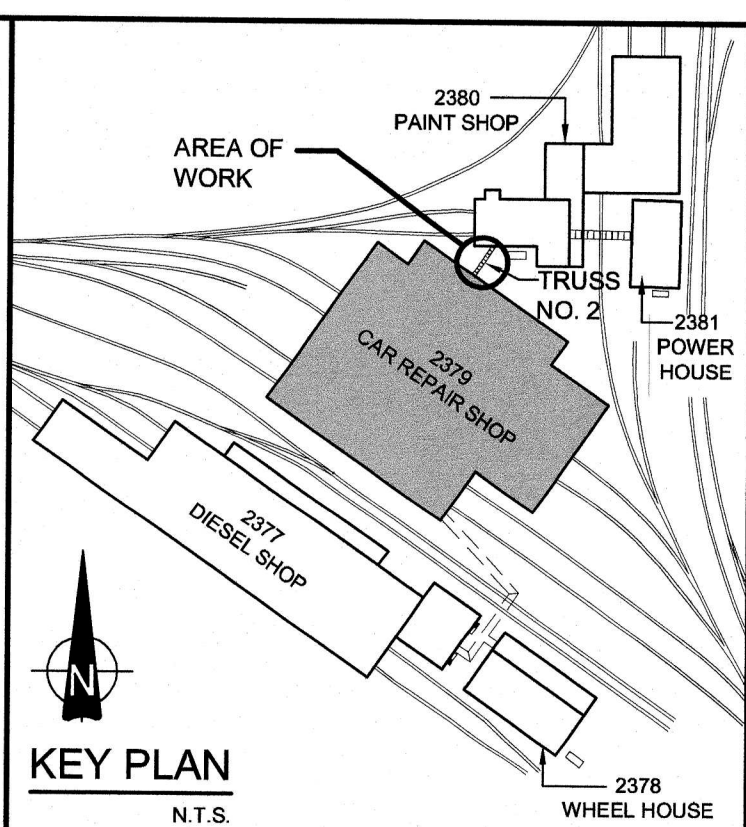 2380
PAINT SHOP
AREA OF
WORK
TRUSS
NO. 2
2381
POWER
HOUSE
2379
CAR REPAIR SHOP
2377
DIESEL SHOP
N
KEY PLAN
N.T.S.
2378
WHEEL HOUSE